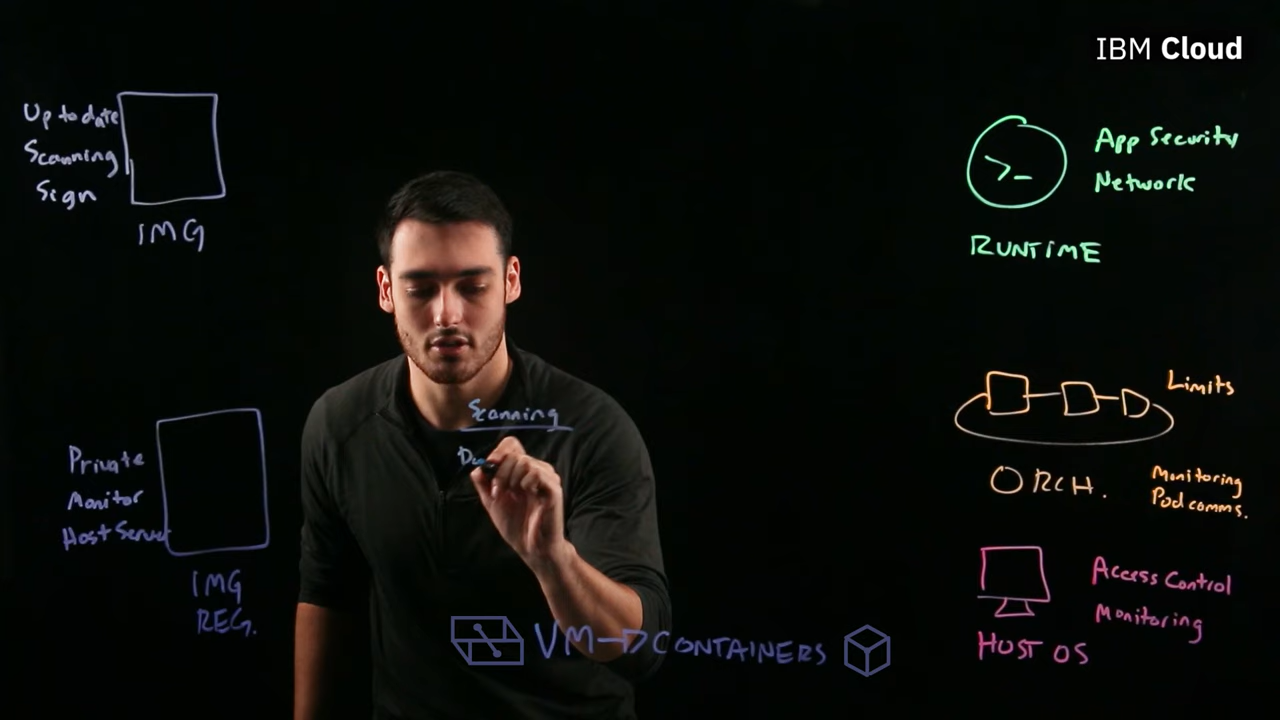 IBM Cloud
Up to date
Scanning
Sign
IMG
App Security
Network
RUNTIME
Scanning
Private
Monitor
Host Server
IMG
REG.
Limits
ORCH.
Monitoring
Pod comms.
VM→CONTAINERS
Access Control
Monitoring
HOST OS